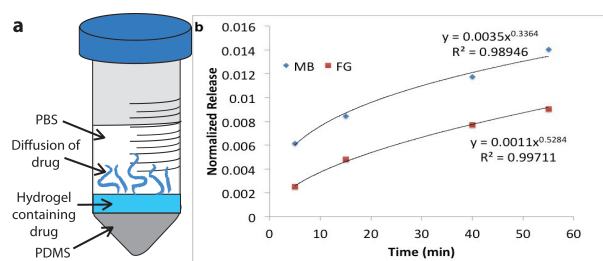 a
PBS
Diffusion of
drug
Hydrogel
containing
drug
PDMS
b
Normalized Release
0.016
0.014
0.012
0.01
0.008
0.006
0.004
0.002
0
MB
FG
y = 0.0035x^0.3364
R² = 0.98946
y = 0.0011x^0.5284
R² = 0.99711
0 10 20 30 40 50 60
Time (min)